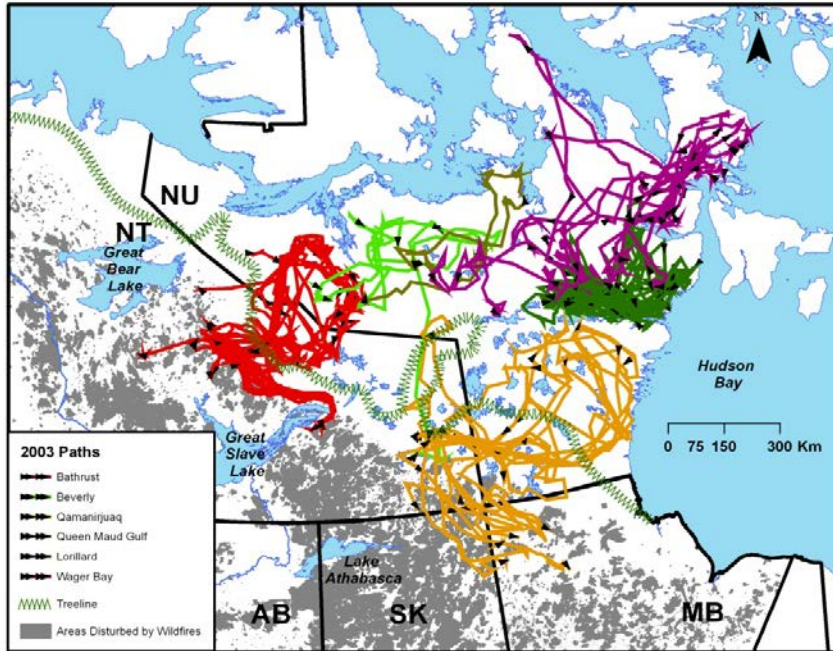 N
NU
NT
Great
Bear
Lake
Hudson
Bay
0 75 150 300 Km
Great
Slave
Lake
2003 Paths
Bathrust
Beverly
Qamanirjuaq
Queen Maud Gulf
Lorillard
Wager Bay
Treeline
Areas Disturbed by Wildfires
Lake
Athabasca
AB
SK
MB